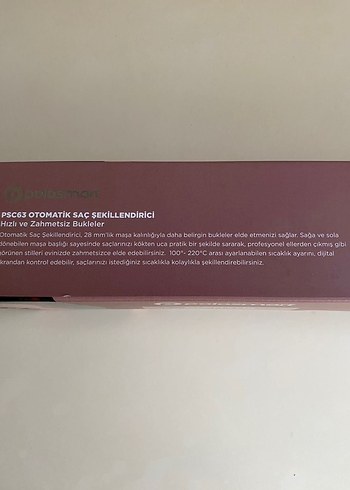 PSC63 OTOMATİK SAÇ ŞEKİLLENDİRİCİ
Hızlı ve Zahmetsiz Bukleler
Otomatik Saç Şekillendirici, 28 mm'lik maşa kalınlığıyla daha belirgin bukleler elde etmenizi sağlar. Sağa ve sola
dönebilen maşa başlığı sayesinde saçlarınızı kökten uca pratik bir şekilde sararak, profesyonel ellerden çıkmış gibi
görünen stilleri evinizde zahmetsizce elde edebilirsiniz. 100°- 220°C arası ayarlanabilen sıcaklık ayarını, dijital
krandan kontrol edebilir, saçlarınızı istediğiniz sıcaklıkla kolaylıkla şekillendirebilirsiniz.